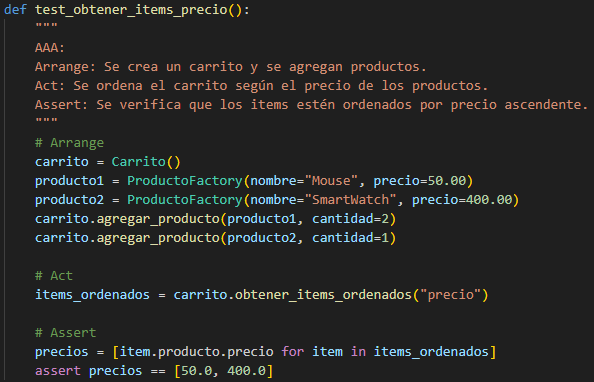 def test_obtener_items_precio():
    """
    AAA:
    Arrange: Se crea un carrito y se agregan productos.
    Act: Se ordena el carrito según el precio de los productos.
    Assert: Se verifica que los items estén ordenados por precio ascendente.
    """
    # Arrange
    carrito = Carrito()
    producto1 = ProductoFactory(nombre="Mouse", precio=50.00)
    producto2 = ProductoFactory(nombre="SmartWatch", precio=400.00)
    carrito.agregar_producto(producto1, cantidad=2)
    carrito.agregar_producto(producto2, cantidad=1)

    # Act
    items_ordenados = carrito.obtener_items_ordenados("precio")

    # Assert
    precios = [item.producto.precio for item in items_ordenados]
    assert precios == [50.0, 400.0]